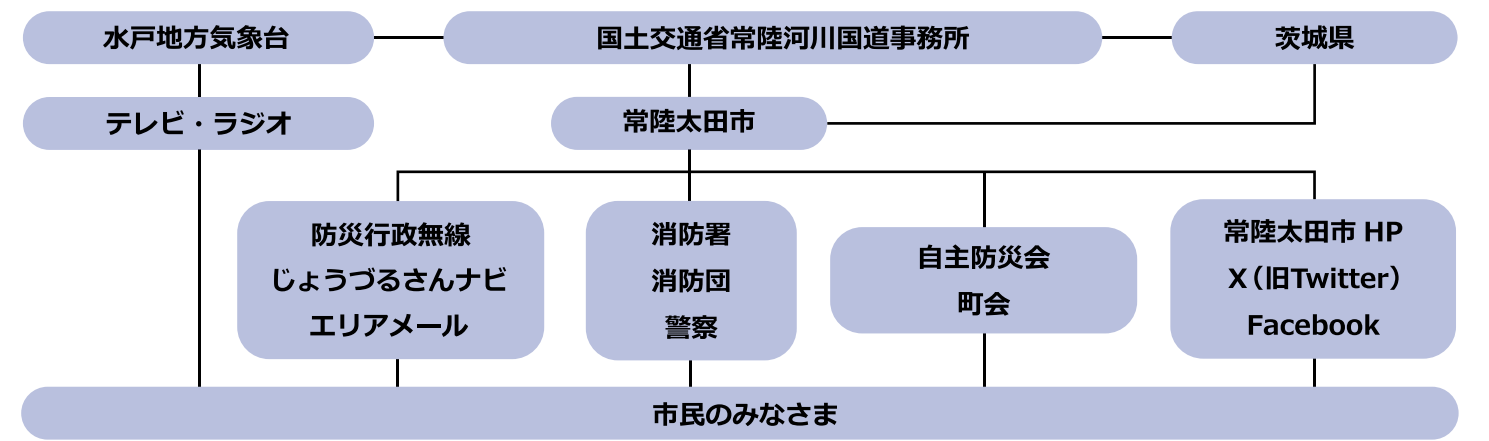 水戸地方気象台
国土交通省常陸河川国道事務所
茨城県
テレビ・ラジオ
常陸太田市
防災行政無線
じょうづるさんナビ
エリアメール
消防署
消防団
警察
自主防災会
町会
常陸太田市 HP
X（旧Twitter）
Facebook
市民のみなさま